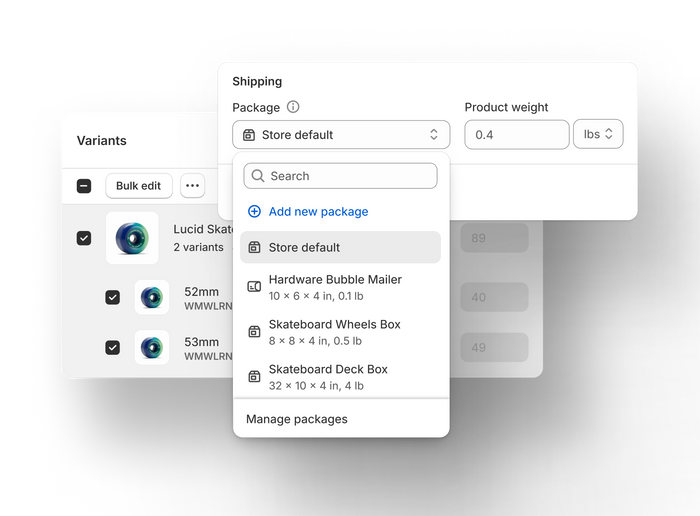 Shipping
Package
Product weight
Store default
0.4
lbs
Search
Add new package
Store default
Hardware Bubble Mailer
10 × 6 × 4 in, 0.1 lb
Skateboard Wheels Box
8 × 8 × 4 in, 0.5 lb
Skateboard Deck Box
32 × 10 × 4 in, 4 lb
Manage packages
Variants
Bulk edit
Lucid Skate
2 variants
89
52mm
WMWLRN
40
53mm
WMWLRN
49